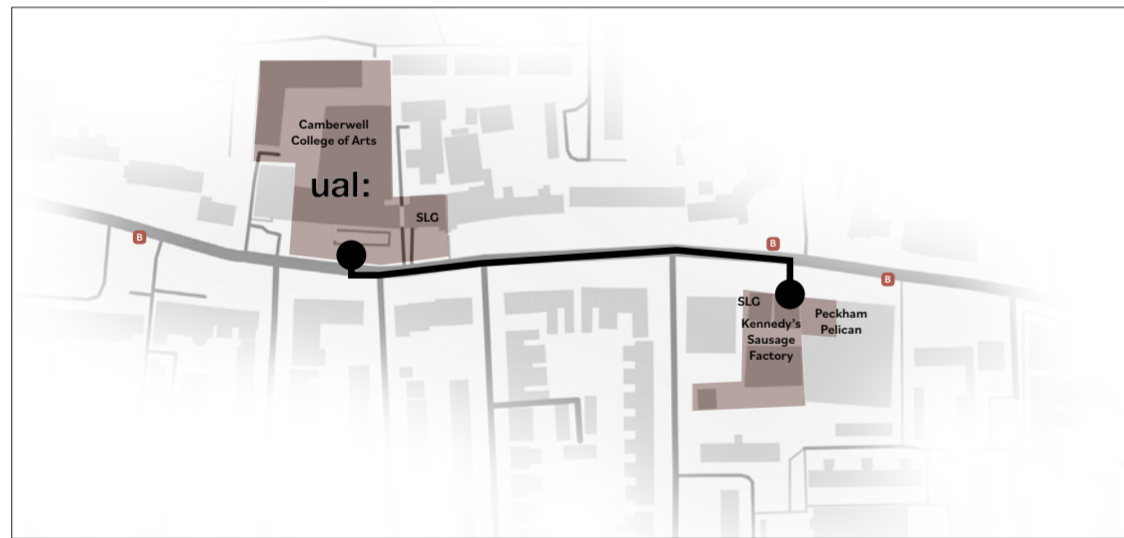 Camberwell
College of Arts
ual:
SLG
B
B
B
SLG
Kennedy's
Sausage
Factory
Peckham
Pelican